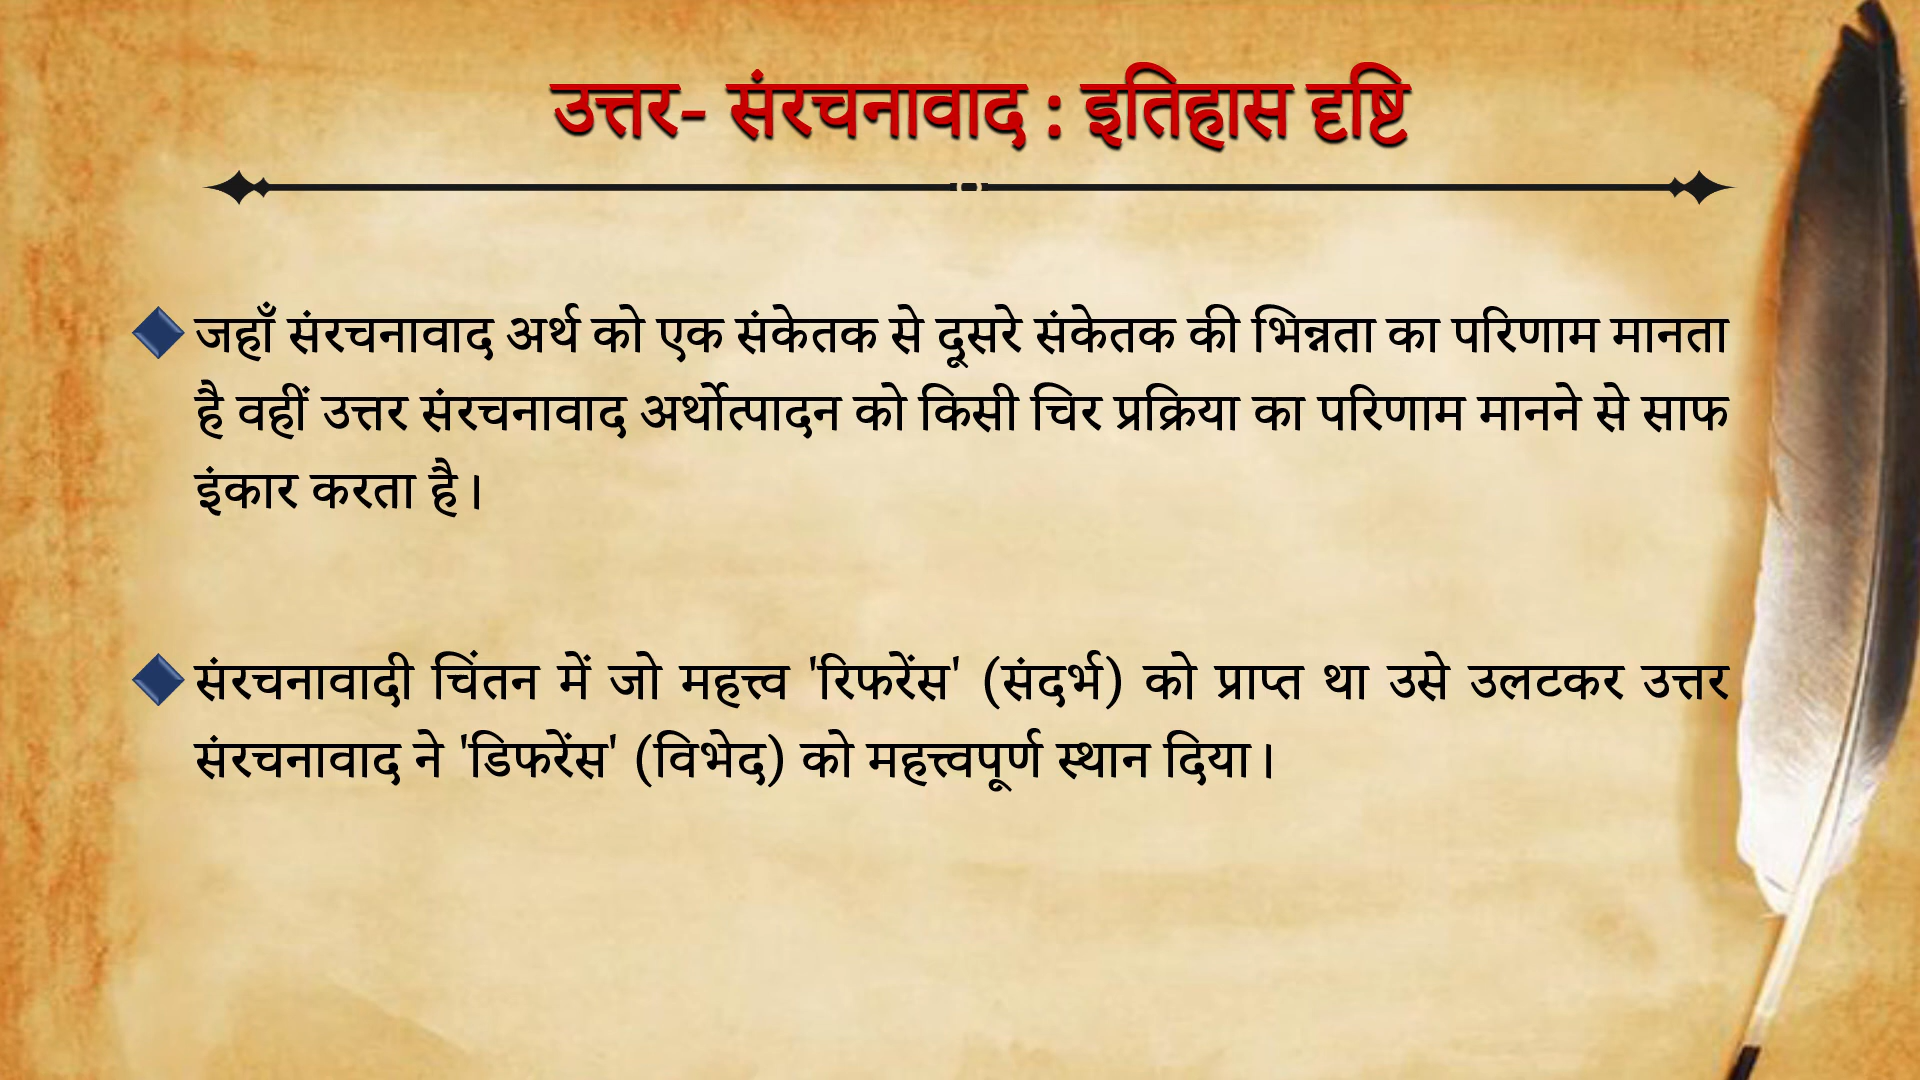 उत्तर- संरचनावाद : इतिहास दृष्टि
जहाँ संरचनावाद अर्थ को एक संकेतक से दूसरे संकेतक की भिन्नता का परिणाम मानता
है वहीं उत्तर संरचनावाद अर्थोत्पादन को किसी चिर प्रक्रिया का परिणाम मानने से साफ
इंकार करता है।
संरचनावादी चिंतन में जो महत्त्व 'रिफरेंस' (संदर्भ) को प्राप्त था उसे उलटकर उत्तर
संरचनावाद ने 'डिफरेंस' (विभेद) को महत्त्वपूर्ण स्थान दिया।